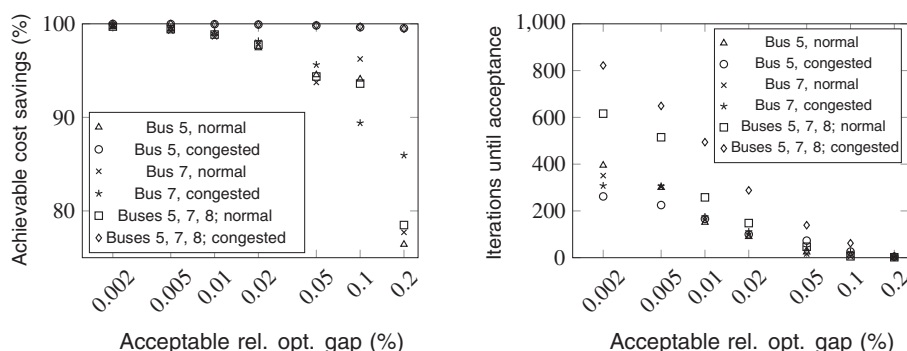 Achievable cost savings (%)
100
90
80
Bus 5, normal
Bus 5, congested
Bus 7, normal
Bus 7, congested
Buses 5, 7, 8; normal
Buses 5, 7, 8; congested
0.002
0.005
0.01
0.02
0.05
0.1
0.2
Acceptable rel. opt. gap (%)
Iterations until acceptance
1,000
800
600
400
200
0
Bus 5, normal
Bus 5, congested
Bus 7, normal
Bus 7, congested
Buses 5, 7, 8; normal
Buses 5, 7, 8; congested
0.002
0.005
0.01
0.02
0.05
0.1
0.2
Acceptable rel. opt. gap (%)